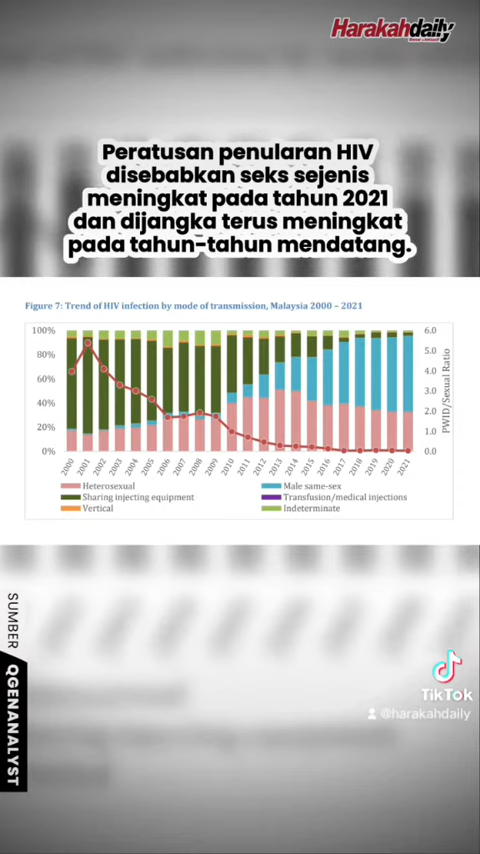 Harakahdaily
Peratusan penularan HIV
disebabkan seks sejenis
meningkat pada tahun 2021
dan dijangka terus meningkat
pada tahun-tahun mendatang.
Figure 7: Trend of HIV infection by mode of transmission, Malaysia 2000 – 2021
100%
80%
60%
40%
20%
0%
6.0
5.0
4.0
3.0
2.0
1.0
0.0
PWID/Sexual Ratio
2000 2001 2002 2003 2004 2005 2006 2007 2008 2009 2010 2011 2012 2013 2014 2015 2016 2017 2018 2019 2020 2021
Heterosexual
Male same-sex
Sharing injecting equipment
Transfusion/medical injections
Vertical
Indeterminate
SUMBER
QGENANALYST
TikTok
@harakahdaily